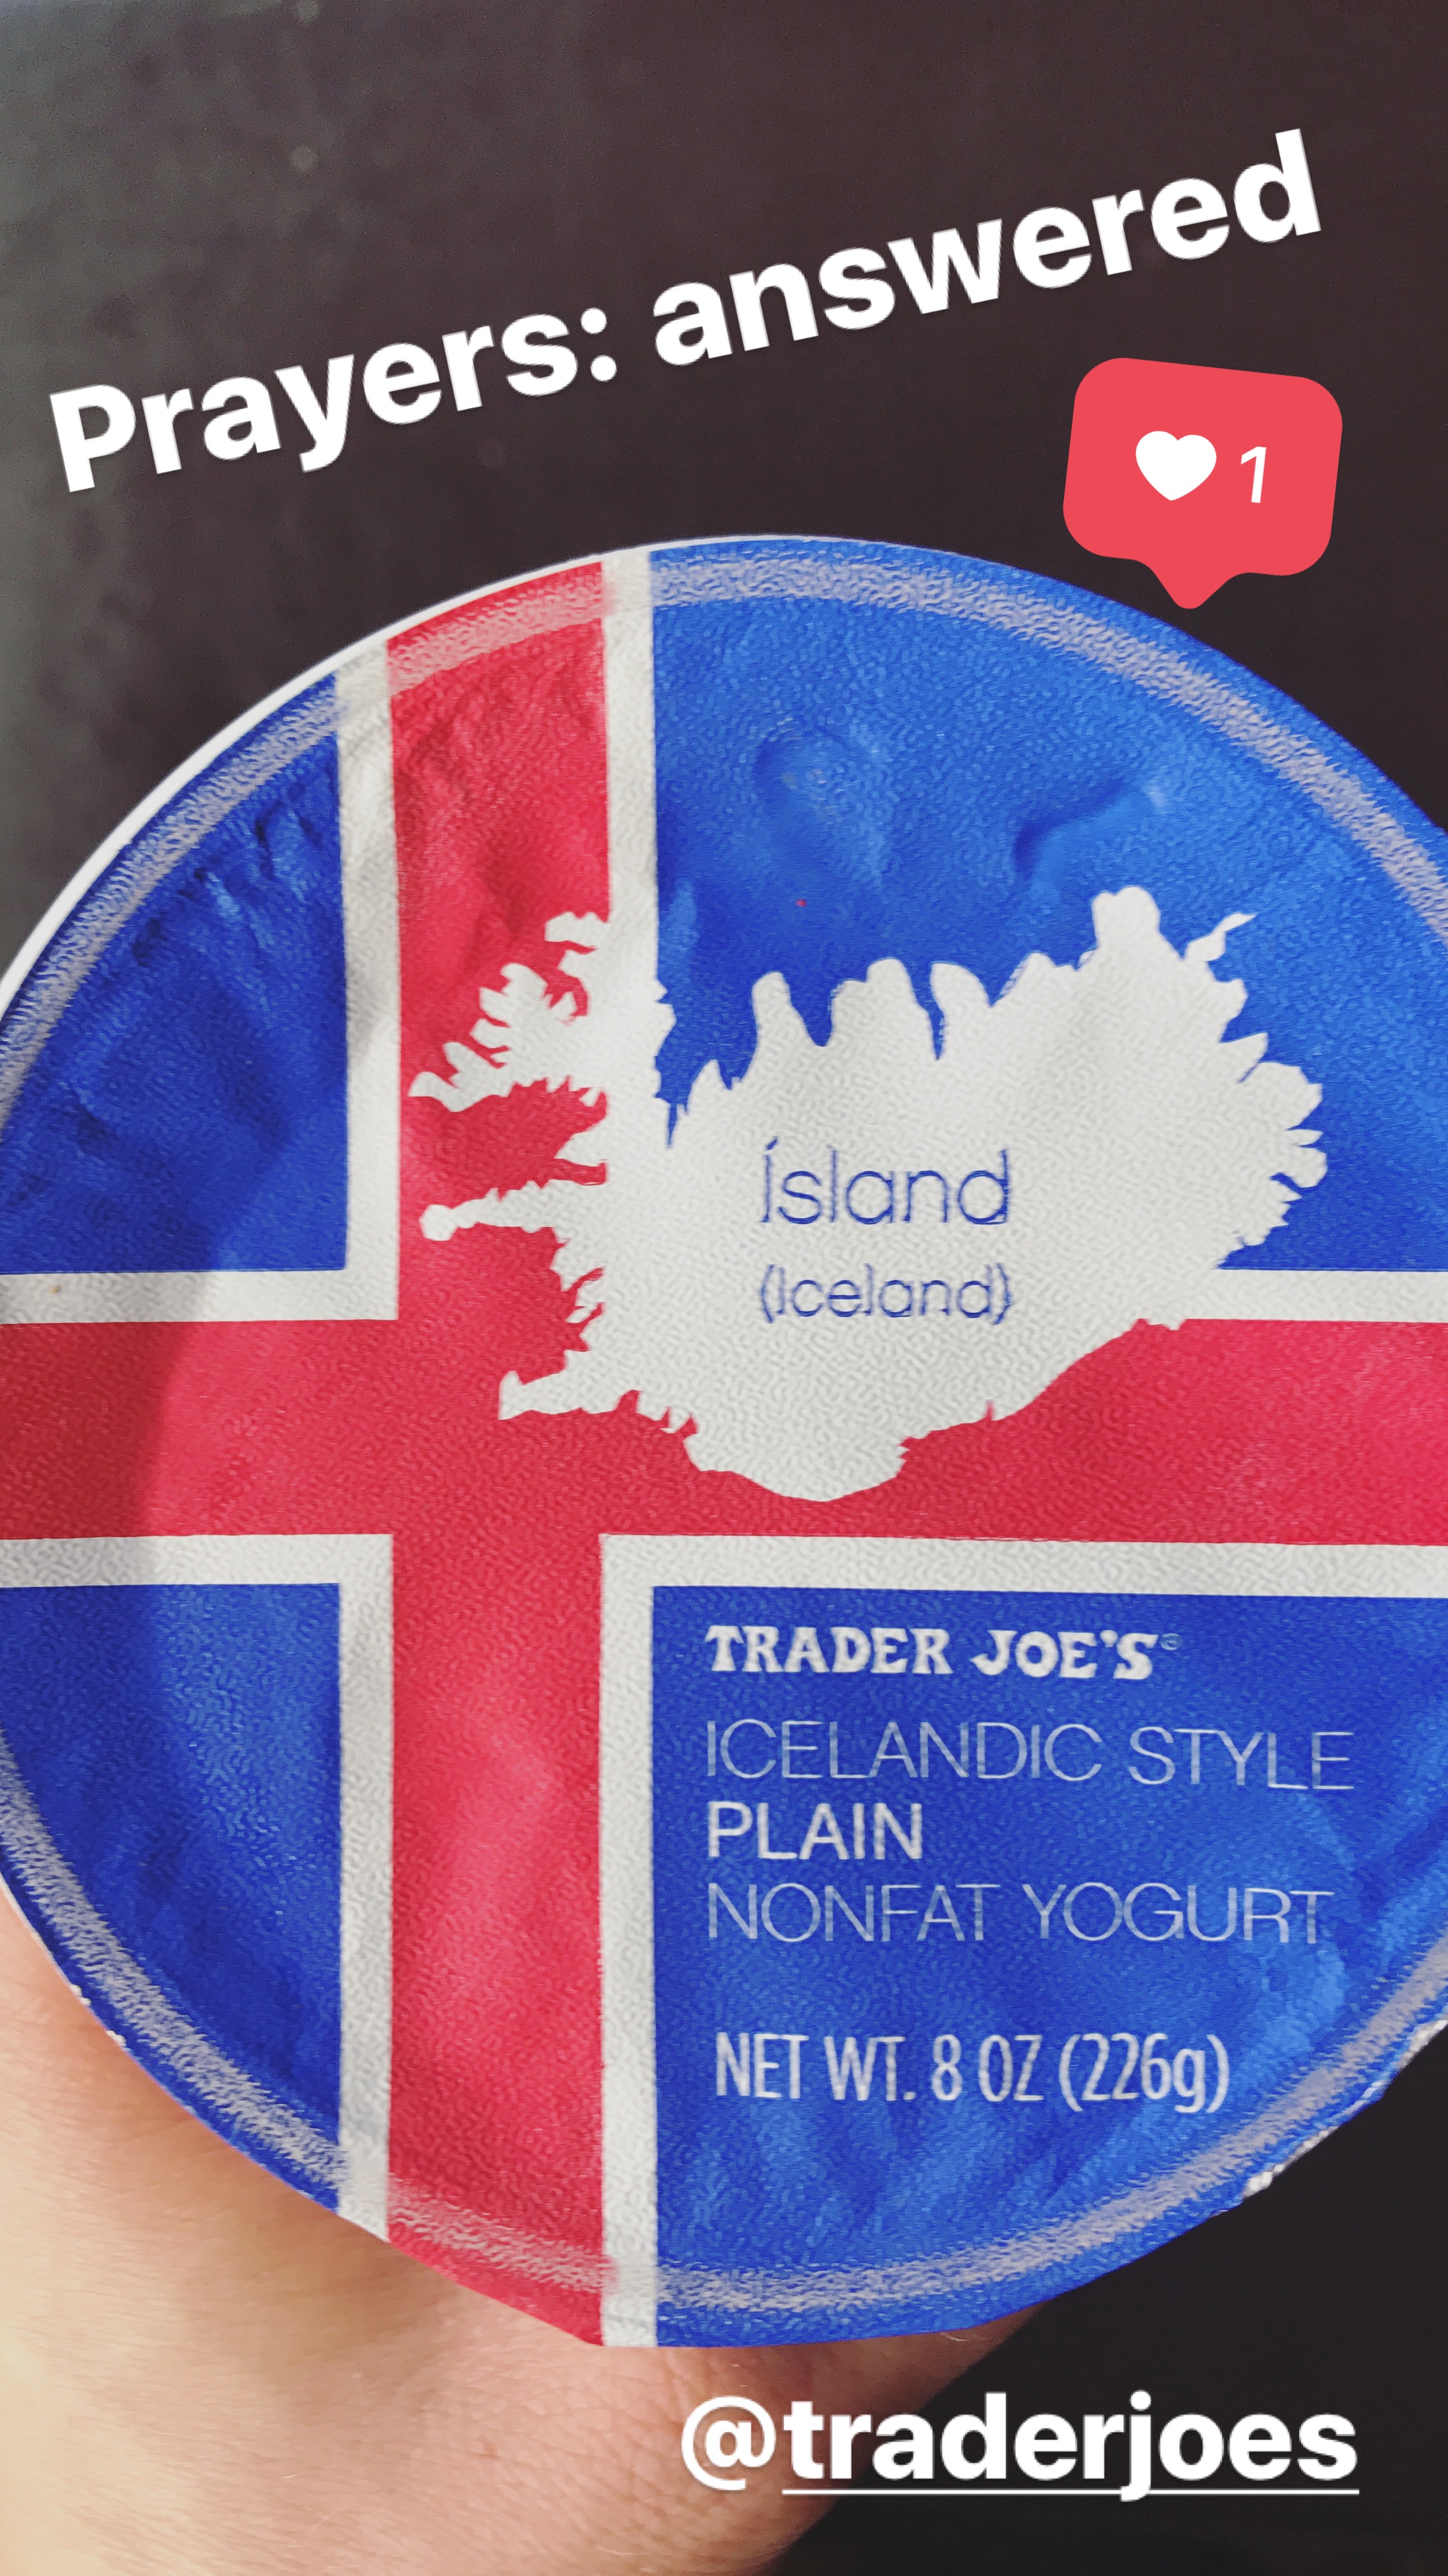 Prayers: answered
1
Ísland
(Iceland)
TRADER JOE'S®
ICELANDIC STYLE
PLAIN
NONFAT YOGURT
NET WT. 8 OZ (226g)
@traderjoes